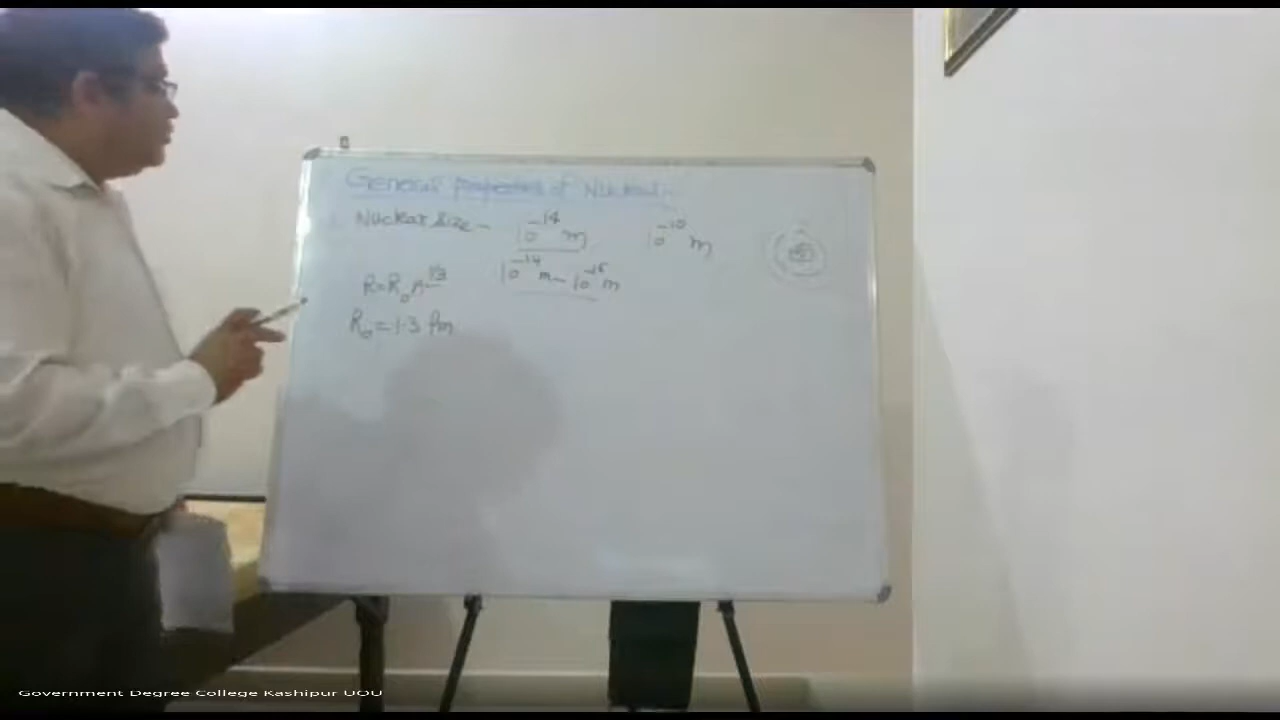 General properties of Nuclei:-
Nuclear size - 10⁻¹⁴ m 10⁻¹⁰ m
10⁻¹⁴ m - 10⁻¹⁵ m
R=R₀A^1/3
R₀=1.3 fm
Government Degree College Kashipur UOU